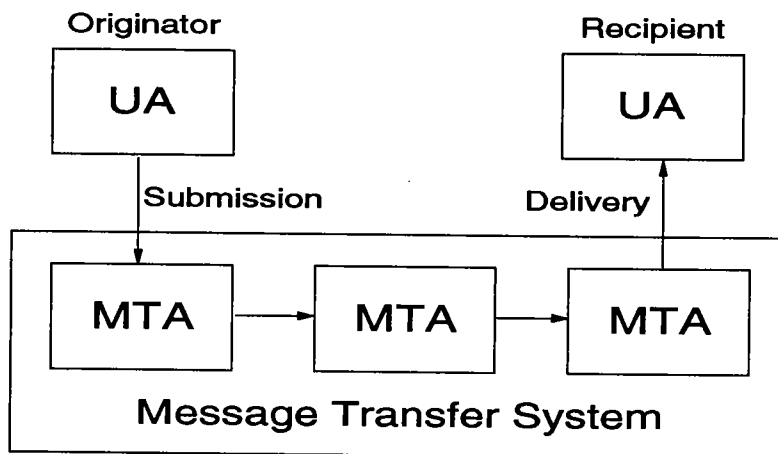 Originator
Recipient
UA
UA
Submission
Delivery
MTA
MTA
MTA
Message Transfer System